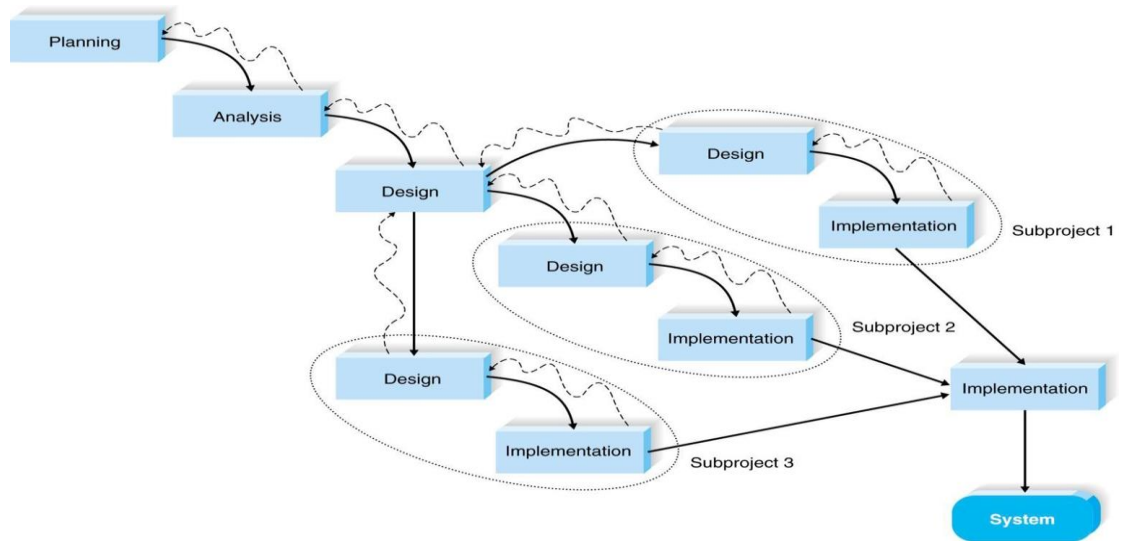 Planning
Analysis
Design
Design
Implementation
Subproject 1
Design
Implementation
Subproject 2
Design
Implementation
Subproject 3
Implementation
System